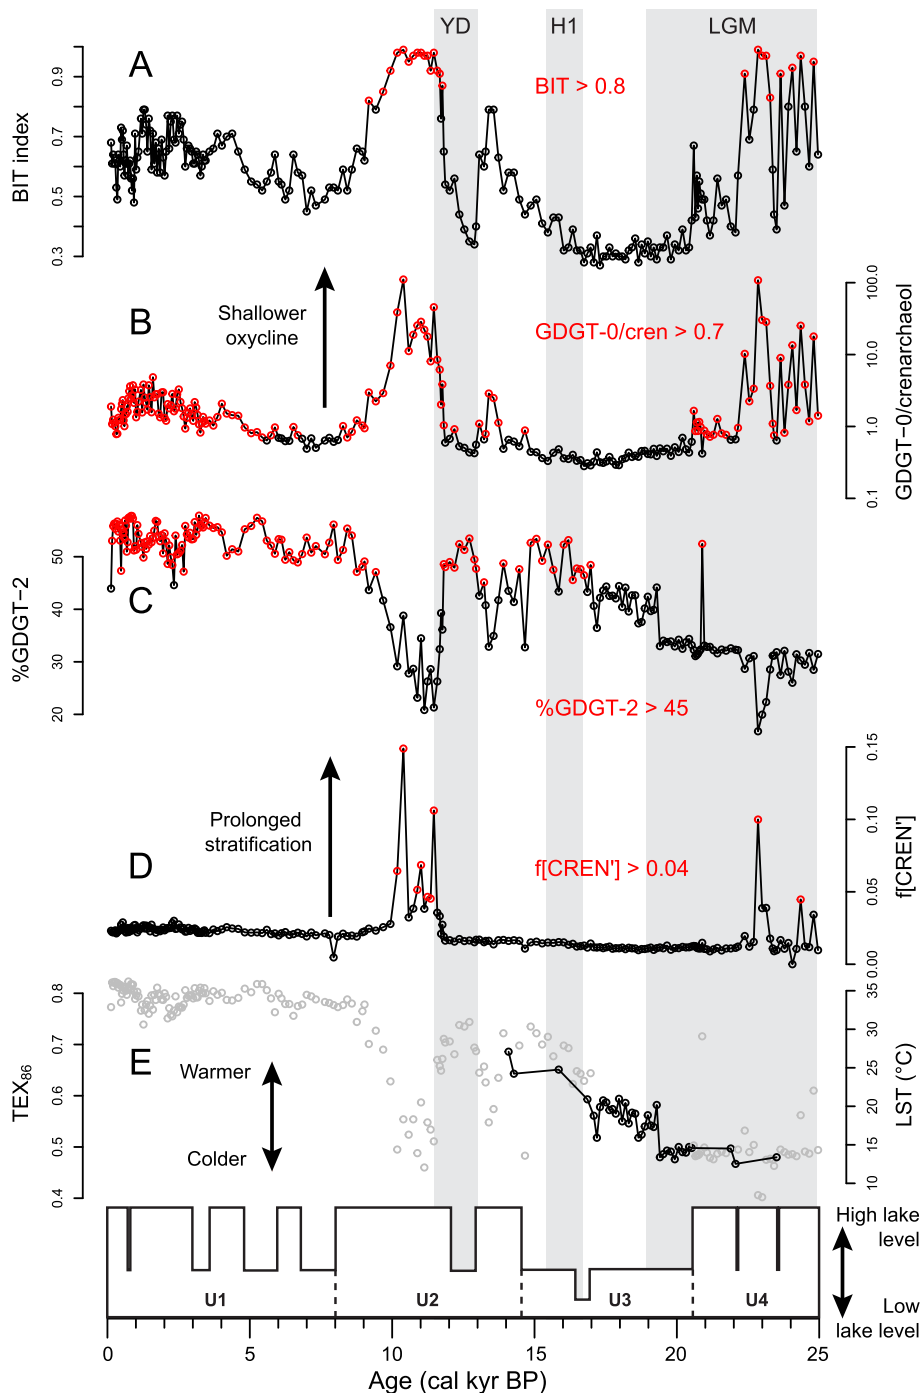 YD
H1
LGM
A
BIT > 0.8
BIT index
0.9
0.7
0.5
0.3
B
Shallower
oxycline
GDGT-0/cren > 0.7
GDGT−0/crenarchaeol
100.0
10.0
1.0
0.1
C
%GDGT−2
50
40
30
20
%GDGT-2 > 45
D
Prolonged
stratification
f[CREN'] > 0.04
f[CREN']
0.15
0.10
0.05
0.00
E
TEX86
0.8
0.7
0.6
0.5
0.4
Warmer
Colder
LST (°C)
35
30
25
20
15
10
High lake
level
Low
lake level
U1
U2
U3
U4
0 5 10 15 20 25
Age (cal kyr BP)